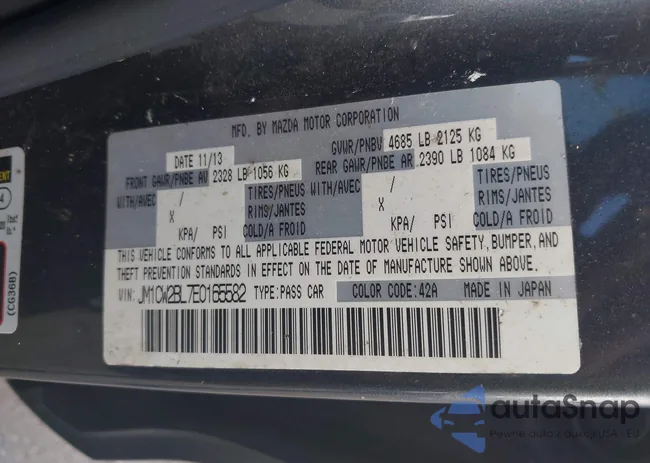 MFD. BY MAZDA MOTOR CORPORATION
DATE 11/13 GVWR/PNBV 4685 LB 2125 KG
FRONT GAWR/PNBE AV 2328 LB 1056 KG REAR GAWR/PNBE AR 2390 LB 1084 KG
WITH/AVEC / TIRES/PNEUS WITH/AVEC / TIRES/PNEUS
X RIMS/JANTES X RIMS/JANTES
KPA/ PSI COLD/A FROID KPA/ PSI COLD/A FROID
THIS VEHICLE CONFORMS TO ALL APPLICABLE FEDERAL MOTOR VEHICLE SAFETY, BUMPER, AND
THEFT PREVENTION STANDARDS IN EFFECT ON THE DATE OF MANUFACTURE SHOWN ABOVE.
VIN: JM1CW2BL7E0165582 TYPE: PASS CAR COLOR CODE: 42A MADE IN JAPAN
(CG36B)
autoSnap